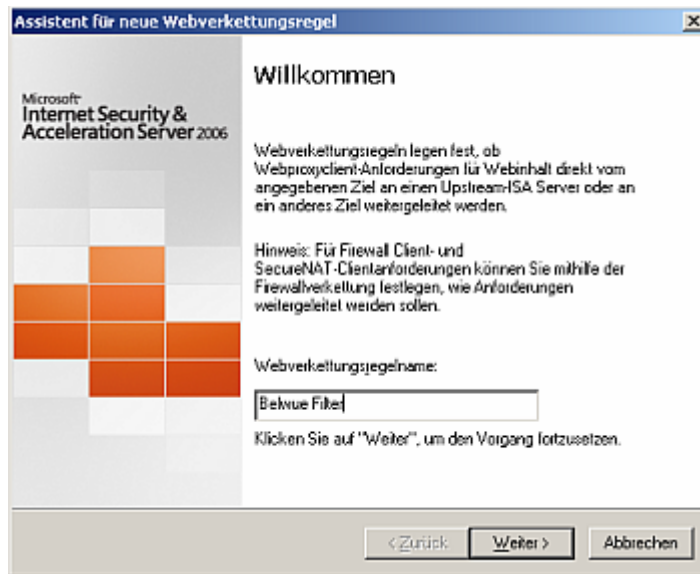 Assistent für neue Webverkettungsregel
Microsoft
Internet Security &
Acceleration Server 2006
Willkommen
Webverkettungsregeln legen fest, ob
Webproxyclient-Anforderungen für Webinhalt direkt vom
angegebenen Ziel an einen Upstream-ISA Server oder an
ein anderes Ziel weitergeleitet werden.
Hinweis: Für Firewall Client- und
SecureNAT-Clientanforderungen können Sie mithilfe der
Firewallverkettung festlegen, wie Anforderungen
weitergeleitet werden sollen.
Webverkettungsregelname:
Belwue Filter
Klicken Sie auf "Weiter", um den Vorgang fortzusetzen.
< Zurück
Weiter >
Abbrechen